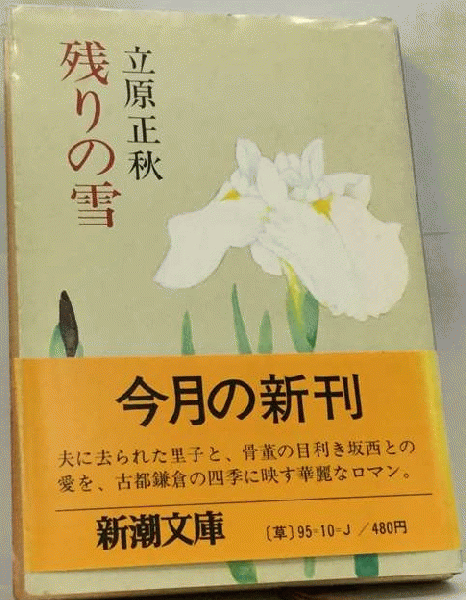 残りの雪
立原正秋
今月の新刊
夫に去られた里子と、骨董の目利き坂西との
愛を、古都鎌倉の四季に映す華麗なロマン。
新潮文庫
〔草〕95=10=J ／480円